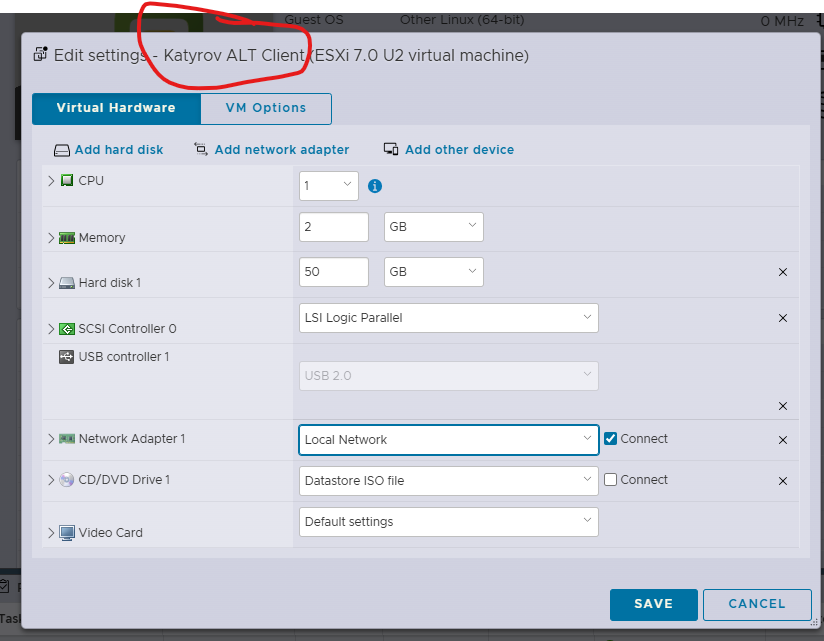 Guest OS Other Linux (64-bit) 0 MHz
Edit settings - Katyrov ALT Client (ESXi 7.0 U2 virtual machine)
Virtual Hardware VM Options
Add hard disk Add network adapter Add other device
CPU 1
Memory 2 GB
Hard disk 1 50 GB
SCSI Controller 0 LSI Logic Parallel
USB controller 1
USB 2.0
Network Adapter 1 Local Network Connect
CD/DVD Drive 1 Datastore ISO file Connect
Video Card Default settings
SAVE CANCEL